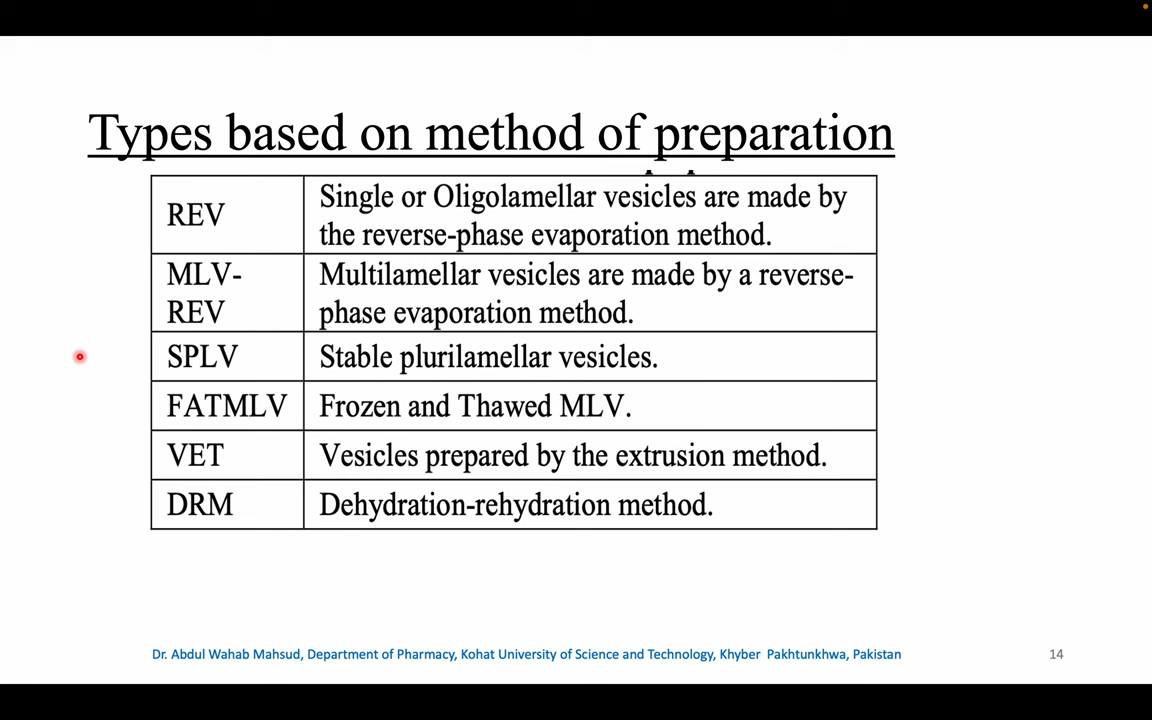 Types based on method of preparation
REV
Single or Oligolamellar vesicles are made by
the reverse-phase evaporation method.
MLV-
REV
Multilamellar vesicles are made by a reverse-
phase evaporation method.
SPLV
Stable plurilamellar vesicles.
FATMLV
Frozen and Thawed MLV.
VET
Vesicles prepared by the extrusion method.
DRM
Dehydration-rehydration method.
Dr. Abdul Wahab Mahsud, Department of Pharmacy, Kohat University of Science and Technology, Khyber Pakhtunkhwa, Pakistan
14